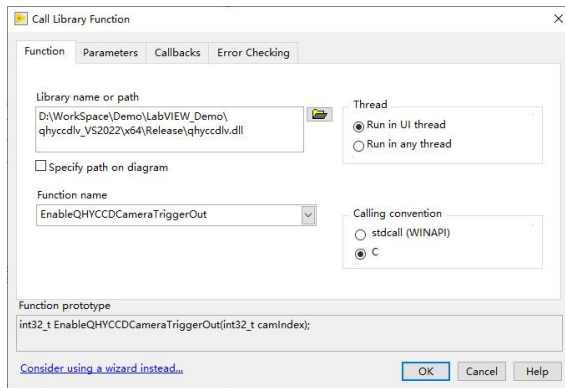 Call Library Function
Function Parameters Callbacks Error Checking
Library name or path
D:\WorkSpace\Demo\LabVIEW_Demo\
qhyccdlv_VS2022\x64\Release\qhyccdlv.dll
Thread
Run in UI thread
Run in any thread
Specify path on diagram
Function name
EnableQHYCCDCameraTriggerOut
Calling convention
stdcall (WINAPI)
C
Function prototype
int32_t EnableQHYCCDCameraTriggerOut(int32_t camIndex);
Consider using a wizard instead...
OK Cancel Help